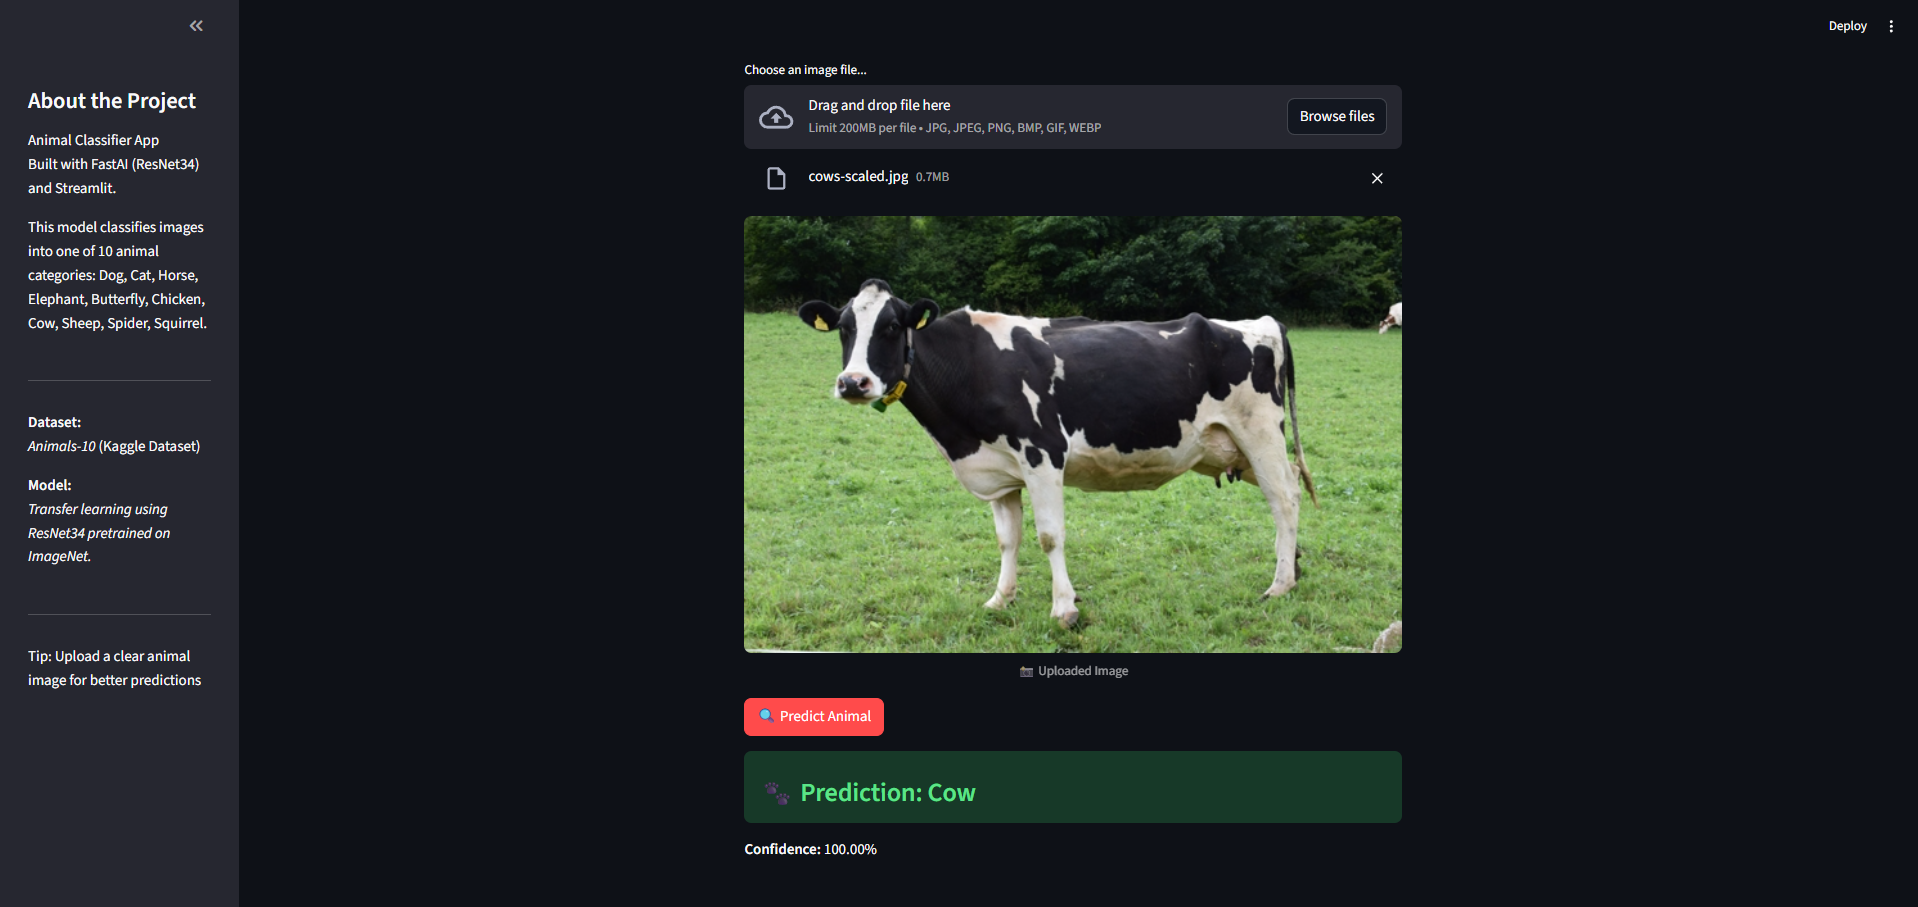 About the Project
Animal Classifier App
Built with FastAI (ResNet34)
and Streamlit.
This model classifies images
into one of 10 animal
categories: Dog, Cat, Horse,
Elephant, Butterfly, Chicken,
Cow, Sheep, Spider, Squirrel.
Dataset:
Animals-10 (Kaggle Dataset)
Model:
Transfer learning using
ResNet34 pretrained on
ImageNet.
Tip: Upload a clear animal
image for better predictions
Deploy
Choose an image file...
Drag and drop file here
Limit 200MB per file • JPG, JPEG, PNG, BMP, GIF, WEBP
Browse files
cows-scaled.jpg 0.7MB
Uploaded Image
Predict Animal
Prediction: Cow
Confidence: 100.00%